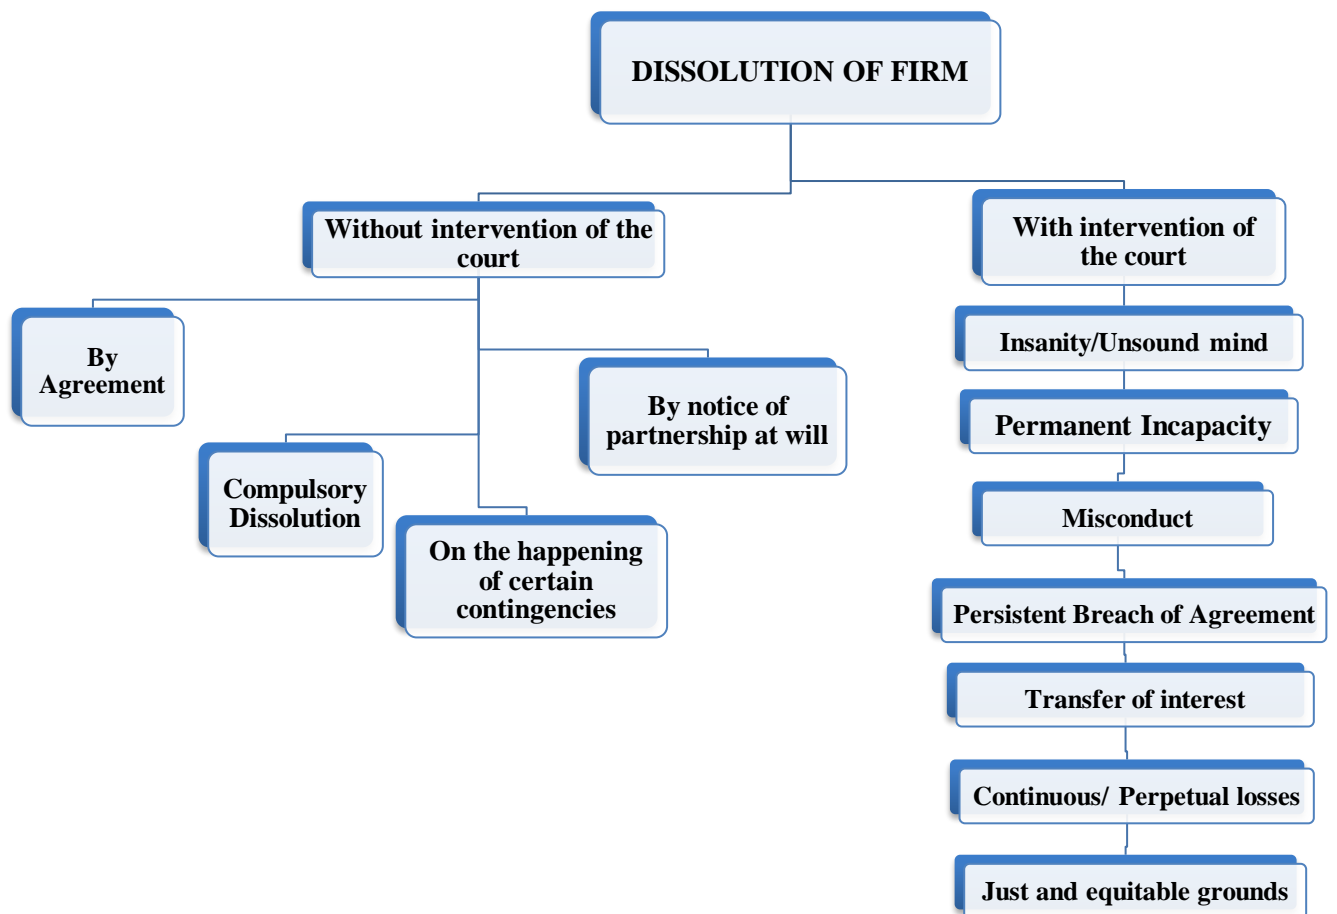 DISSOLUTION OF FIRM
Without intervention of the
court
By
Agreement
Compulsory
Dissolution
On the happening
of certain
contingencies
By notice of
partnership at will
With intervention of
the court
Insanity/Unsound mind
Permanent Incapacity
Misconduct
Persistent Breach of Agreement
Transfer of interest
Continuous/ Perpetual losses
Just and equitable grounds